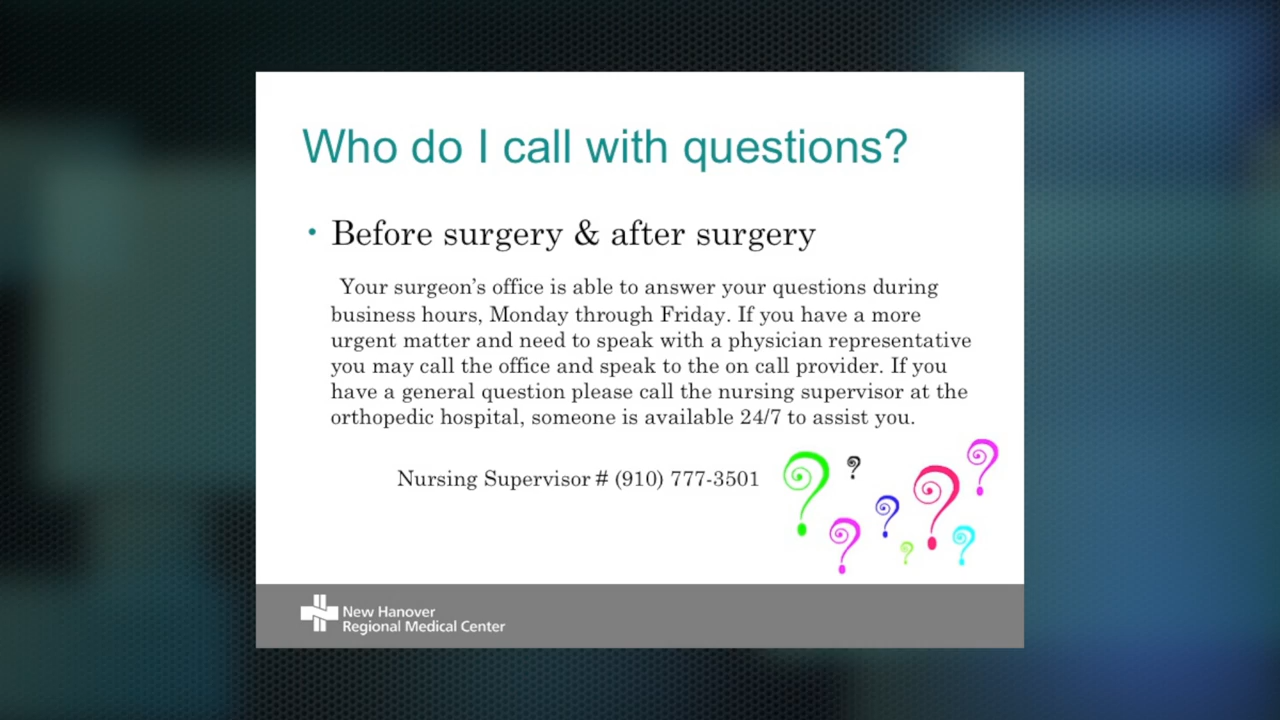 Who do I call with questions?
• Before surgery & after surgery
Your surgeon's office is able to answer your questions during
business hours, Monday through Friday. If you have a more
urgent matter and need to speak with a physician representative
you may call the office and speak to the on call provider. If you
have a general question please call the nursing supervisor at the
orthopedic hospital, someone is available 24/7 to assist you.
Nursing Supervisor # (910) 777-3501
New Hanover
Regional Medical Center